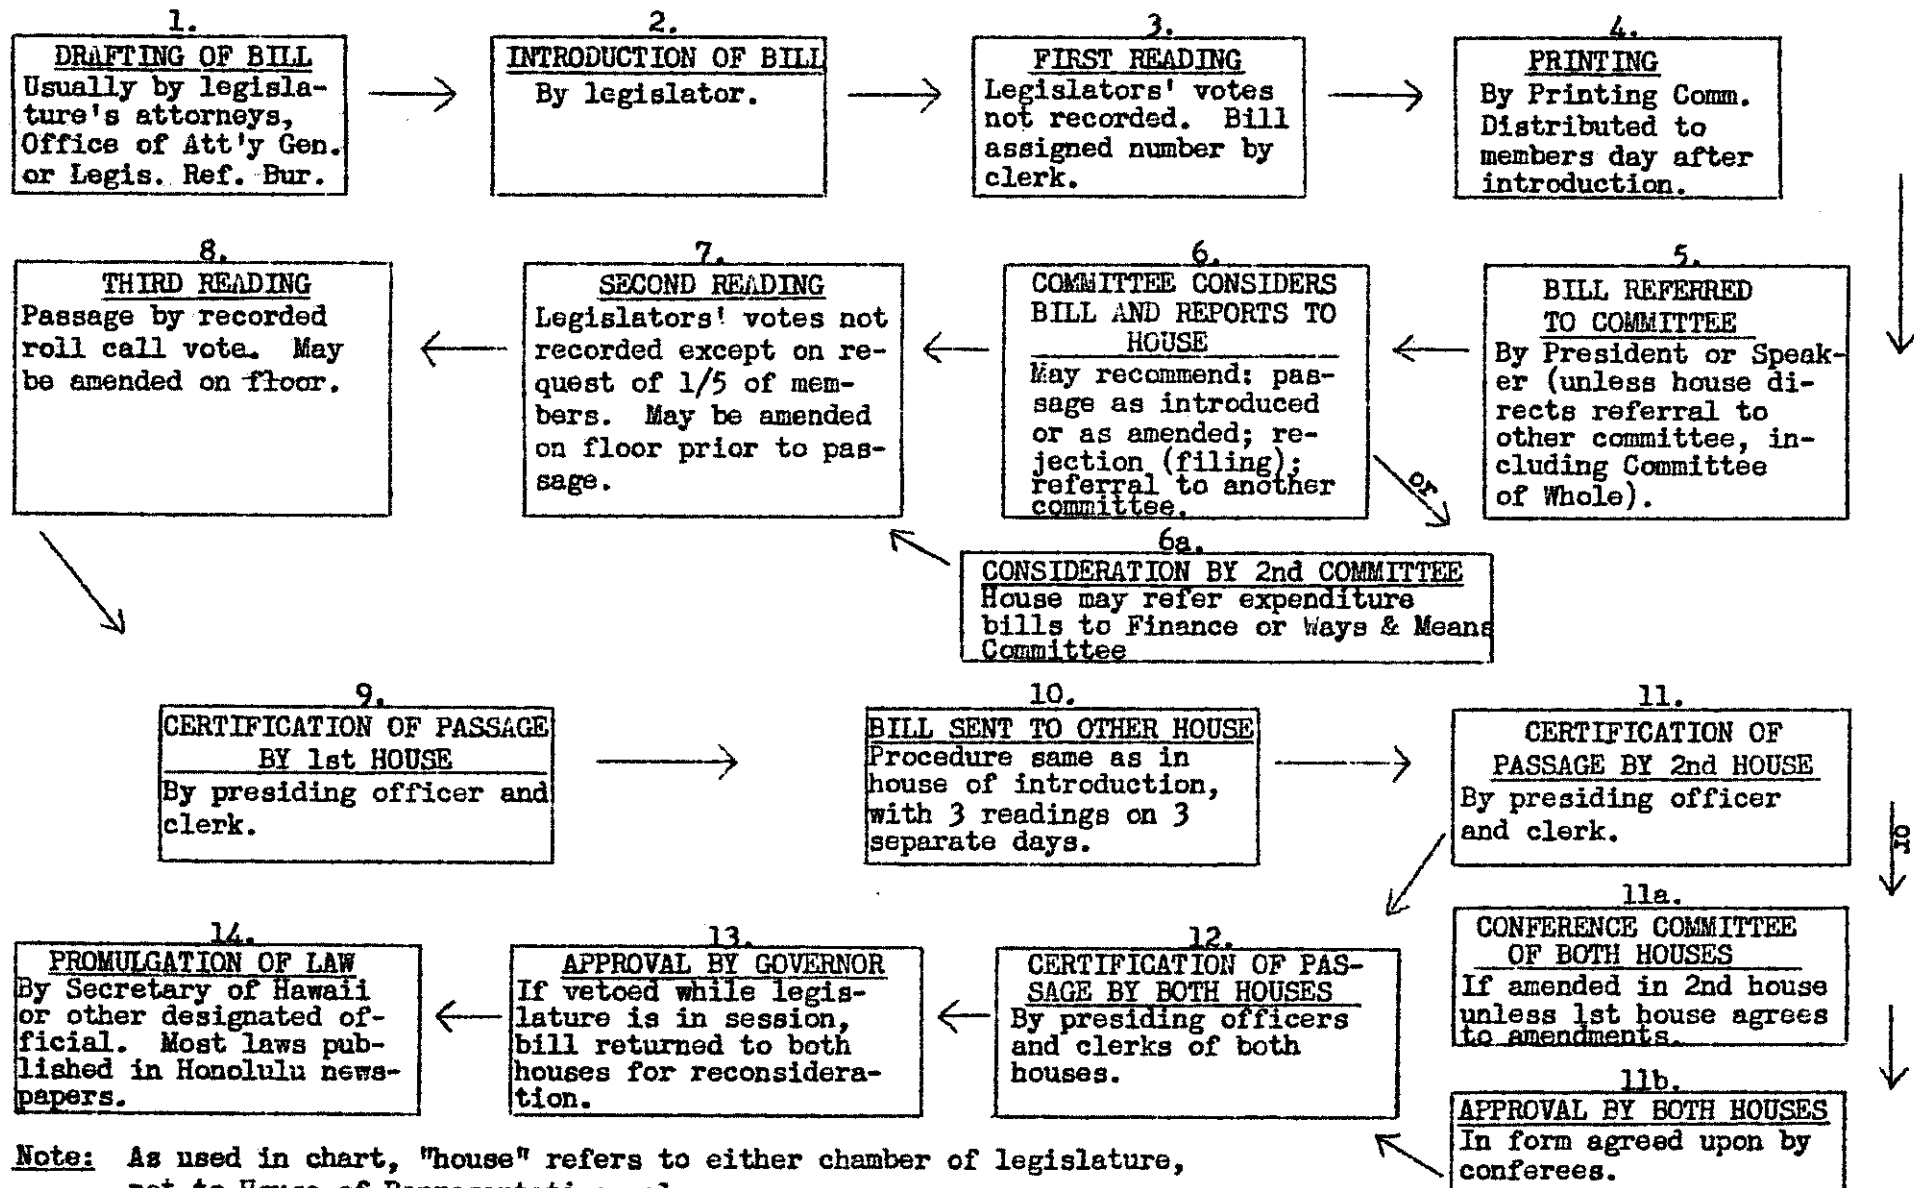 1.
DRAFTING OF BILL
Usually by legisla-
ture's attorneys,
Office of Att'y Gen.
or Legis. Ref. Bur.
2.
INTRODUCTION OF BILL
By legislator.
3.
FIRST READING
Legislators' votes
not recorded. Bill
assigned number by
clerk.
4.
PRINTING
By Printing Comm.
Distributed to
members day after
introduction.
5.
BILL REFERRED
TO COMMITTEE
By President or Speak-
er (unless house di-
rects referral to
other committee, in-
cluding Committee
of Whole).
6.
COMMITTEE CONSIDERS
BILL AND REPORTS TO
HOUSE
May recommend: pas-
sage as introduced
or as amended; re-
jection (filing);
referral to another
committee.
or
6a.
CONSIDERATION BY 2nd COMMITTEE
House may refer expenditure
bills to Finance or Ways & Means
Committee
7.
SECOND READING
Legislators' votes not
recorded except on re-
quest of 1/5 of mem-
bers. May be amended
on floor prior to pas-
sage.
8.
THIRD READING
Passage by recorded
roll call vote. May
be amended on floor.
9.
CERTIFICATION OF PASSAGE
BY 1st HOUSE
By presiding officer and
clerk.
10.
BILL SENT TO OTHER HOUSE
Procedure same as in
house of introduction,
with 3 readings on 3
separate days.
11.
CERTIFICATION OF
PASSAGE BY 2nd HOUSE
By presiding officer
and clerk.
or
11a.
CONFERENCE COMMITTEE
OF BOTH HOUSES
If amended in 2nd house
unless 1st house agrees
to amendments.
11b.
APPROVAL BY BOTH HOUSES
In form agreed upon by
conferees.
12.
CERTIFICATION OF PAS-
SAGE BY BOTH HOUSES
By presiding officers
and clerks of both
houses.
13.
APPROVAL BY GOVERNOR
If vetoed while legis-
lature is in session,
bill returned to both
houses for reconsidera-
tion.
14.
PROMULGATION OF LAW
By Secretary of Hawaii
or other designated of-
ficial. Most laws pub-
lished in Honolulu news-
papers.
Note: As used in chart, "house" refers to either chamber of legislature,